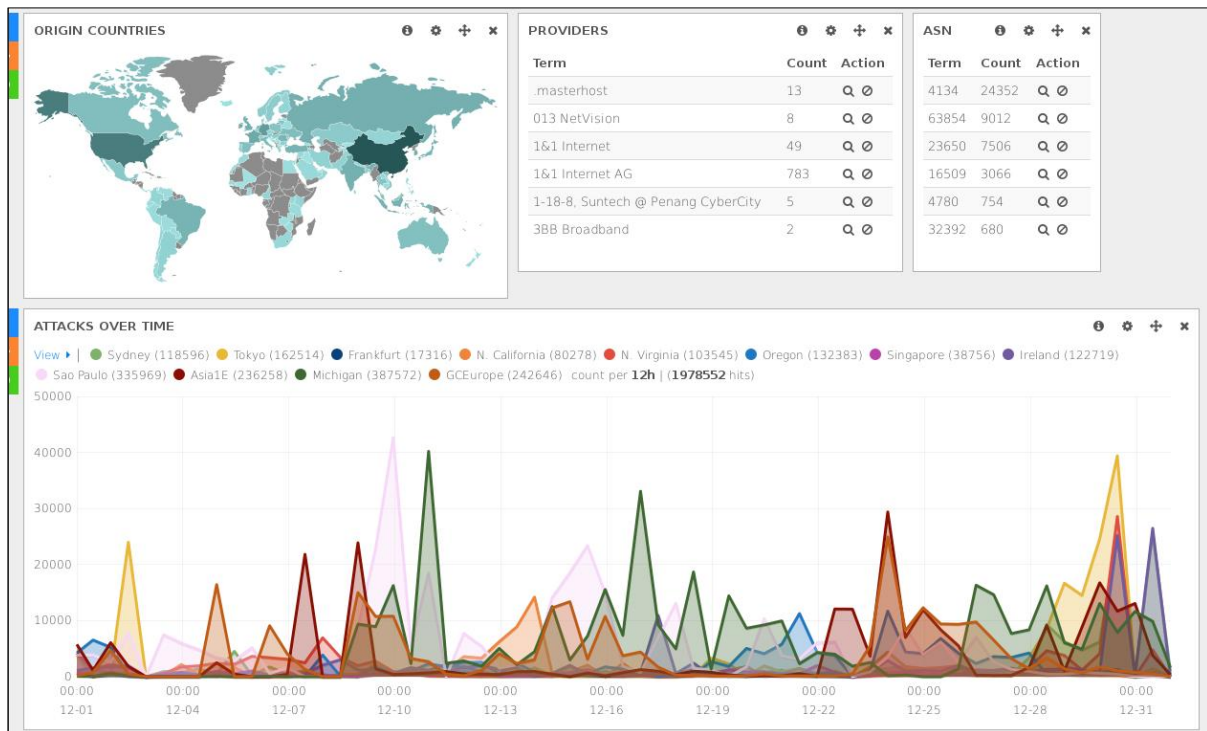 ORIGIN COUNTRIES
PROVIDERS
Term Count Action
.masterhost 13
013 NetVision 8
1&1 Internet 49
1&1 Internet AG 783
1-18-8, Suntech @ Penang CyberCity 5
3BB Broadband 2
ASN
Term Count Action
4134 24352
63854 9012
23650 7506
16509 3066
4780 754
32392 680
ATTACKS OVER TIME
View | Sydney (118596) Tokyo (162514) Frankfurt (17316) N. California (80278) N. Virginia (103545) Oregon (132383) Singapore (38756) Ireland (122719)
Sao Paulo (335969) Asia1E (236258) Michigan (387572) GCEurope (242646) count per 12h | (1978552 hits)
50000
40000
30000
20000
10000
0
00:00 00:00 00:00 00:00 00:00 00:00 00:00 00:00 00:00 00:00 00:00
12-01 12-04 12-07 12-10 12-13 12-16 12-19 12-22 12-25 12-28 12-31